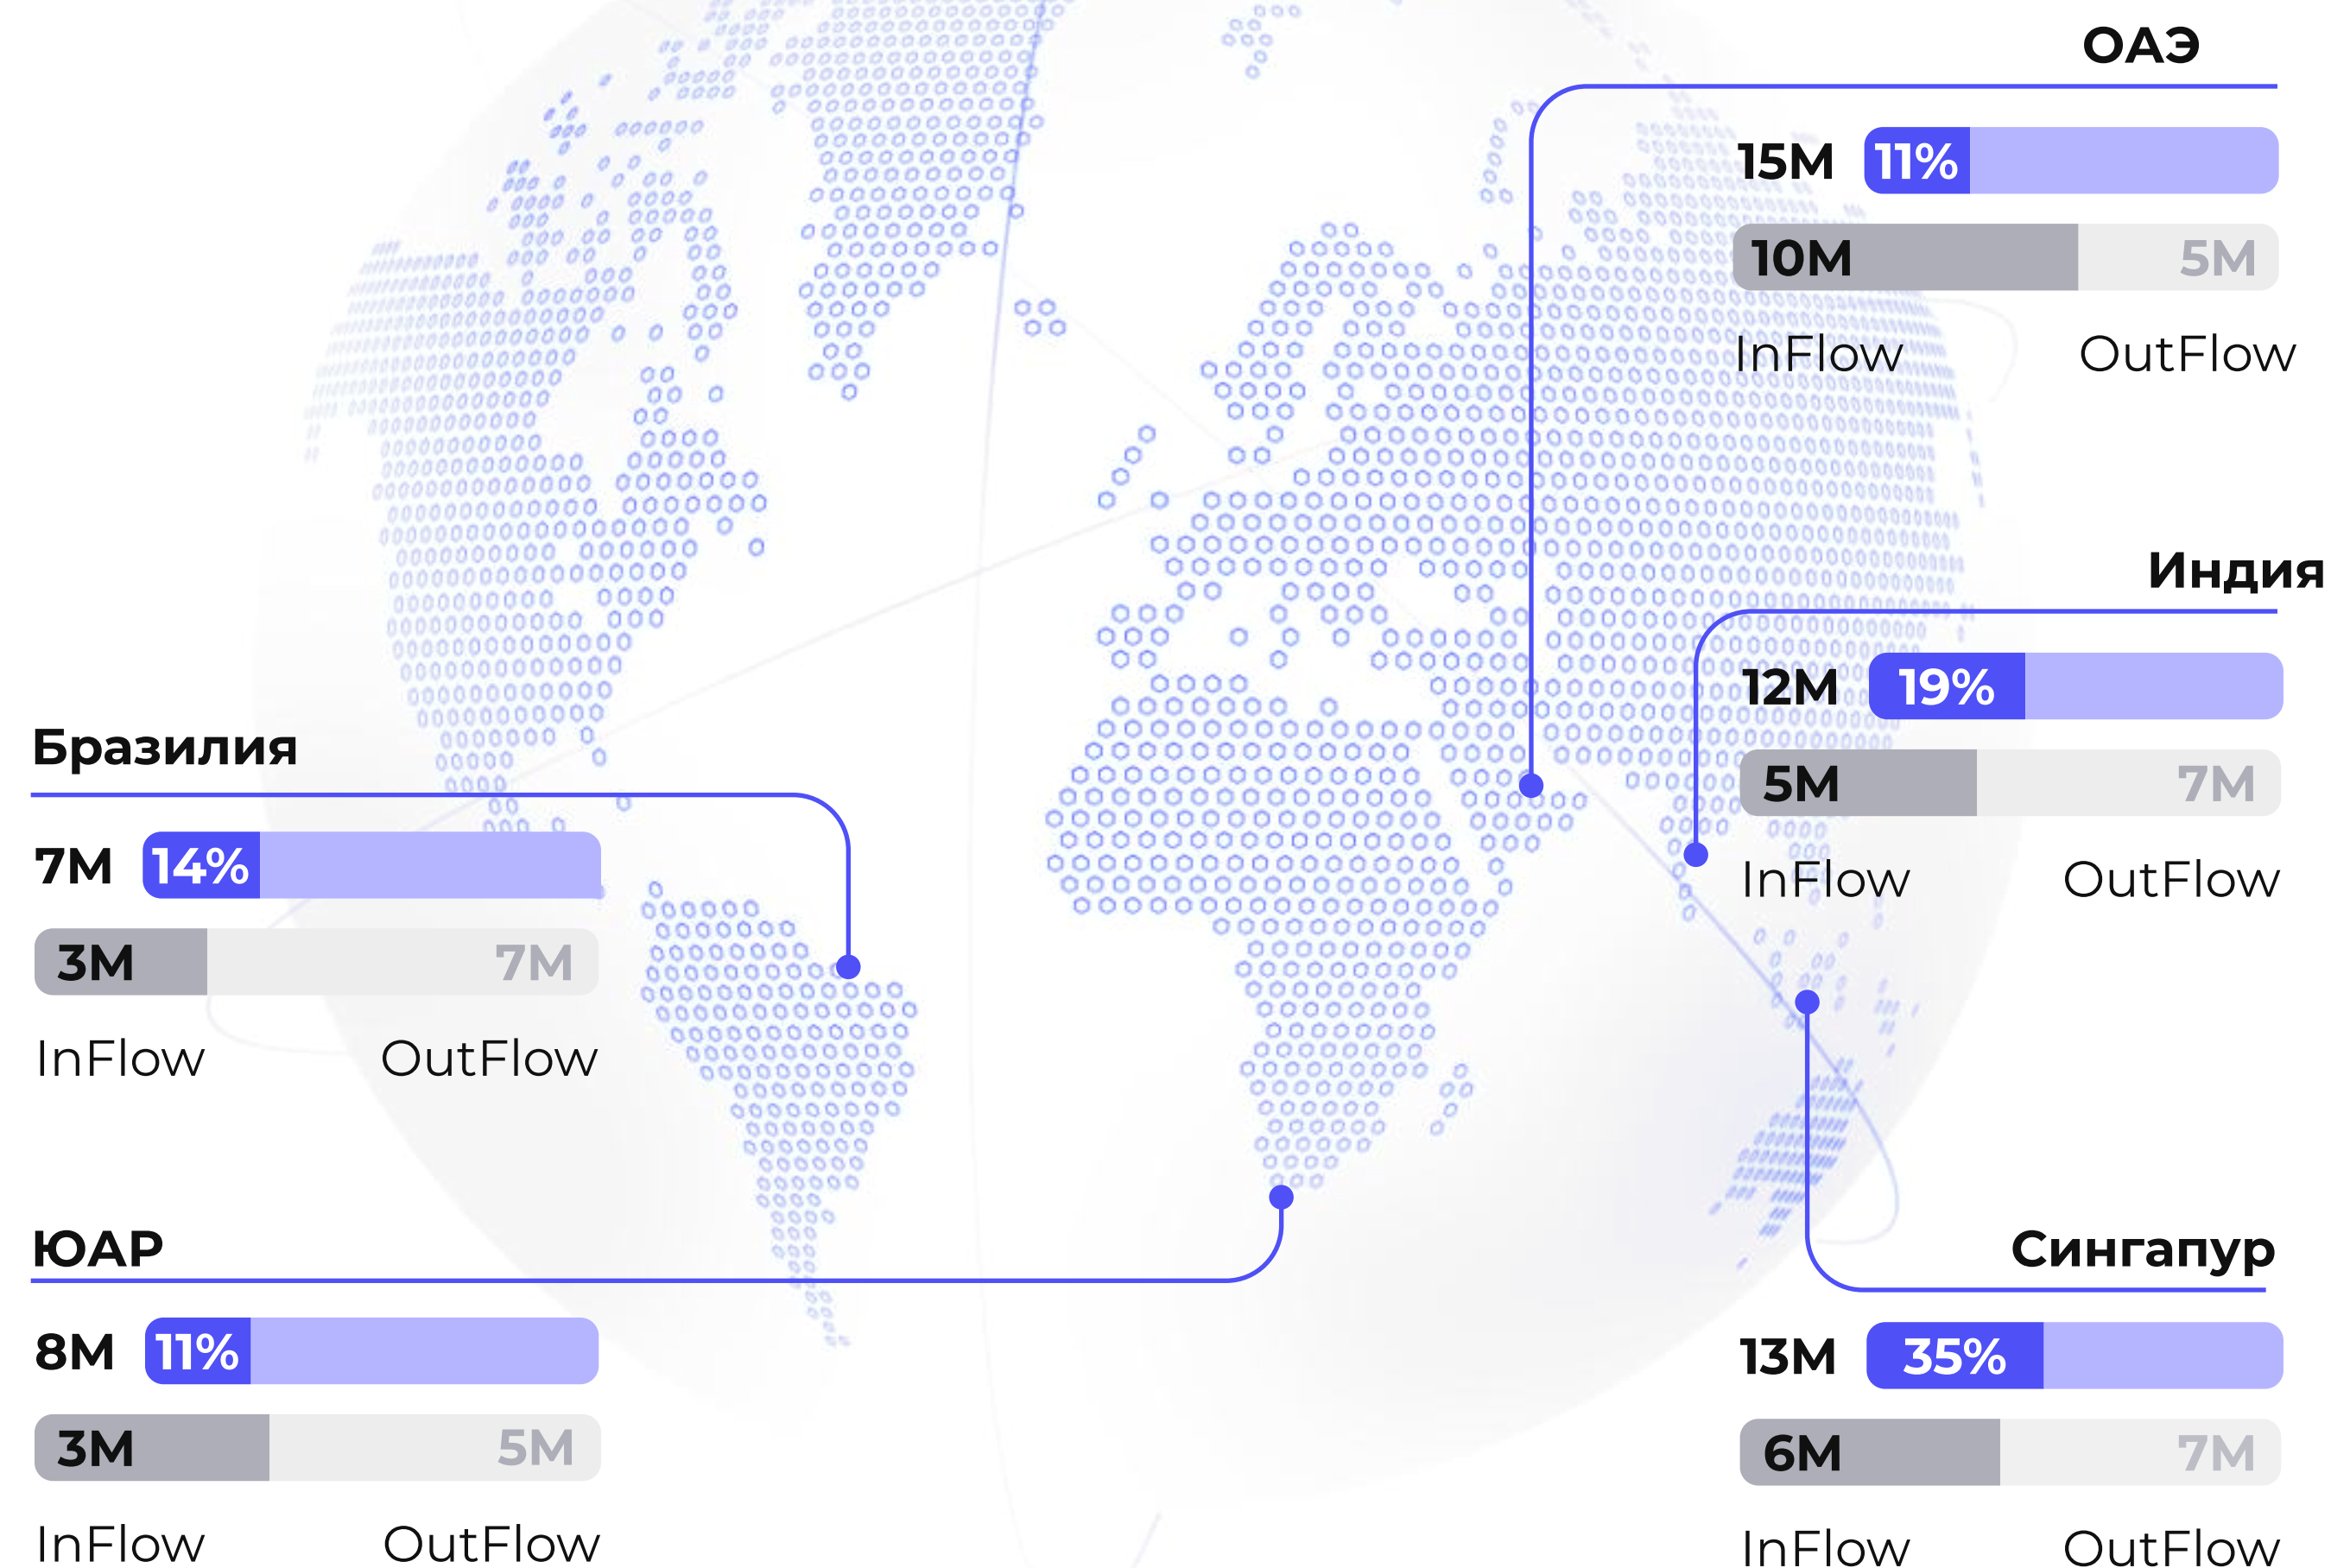 ОАЭ
15M 11%
10M 5M
InFlow OutFlow
Индия
12M 19%
5M 7M
InFlow OutFlow
Бразилия
7M 14%
3M 7M
InFlow OutFlow
ЮАР
8M 11%
3M 5M
InFlow OutFlow
Сингапур
13M 35%
6M 7M
InFlow OutFlow